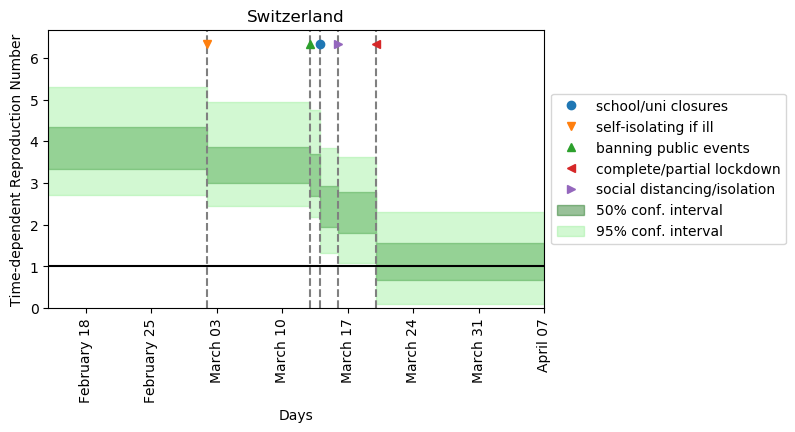 Switzerland
Time-dependent Reproduction Number
6
5
4
3
2
1
0
February 18
February 25
March 03
March 10
March 17
March 24
March 31
April 07
Days
school/uni closures
self-isolating if ill
banning public events
complete/partial lockdown
social distancing/isolation
50% conf. interval
95% conf. interval